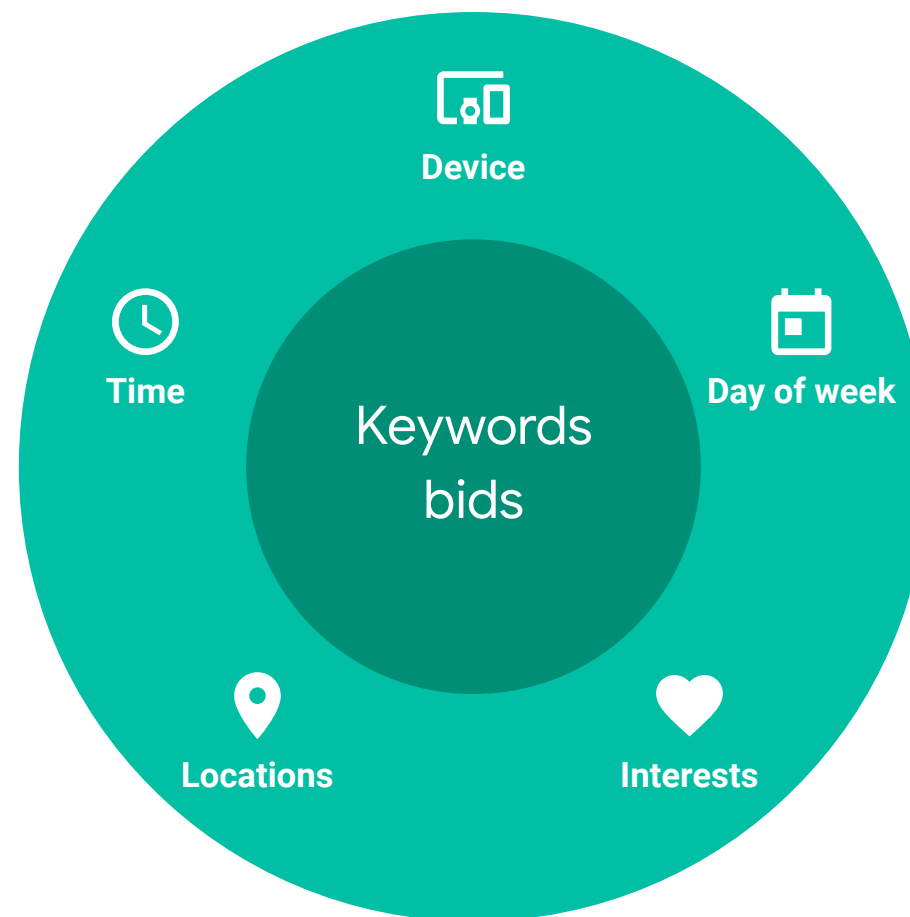 Device
Time
Day of week
Keywords
bids
Locations
Interests